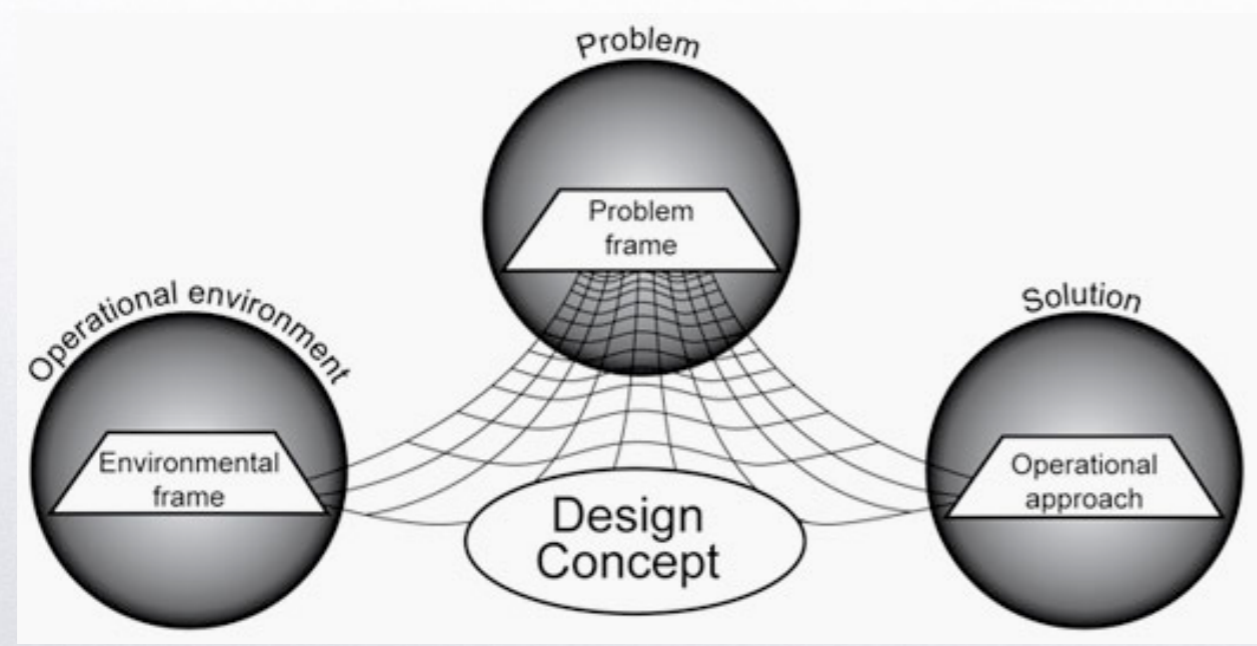 Problem
Problem
frame
Operational environment
Solution
Environmental
frame
Operational
approach
Design
Concept